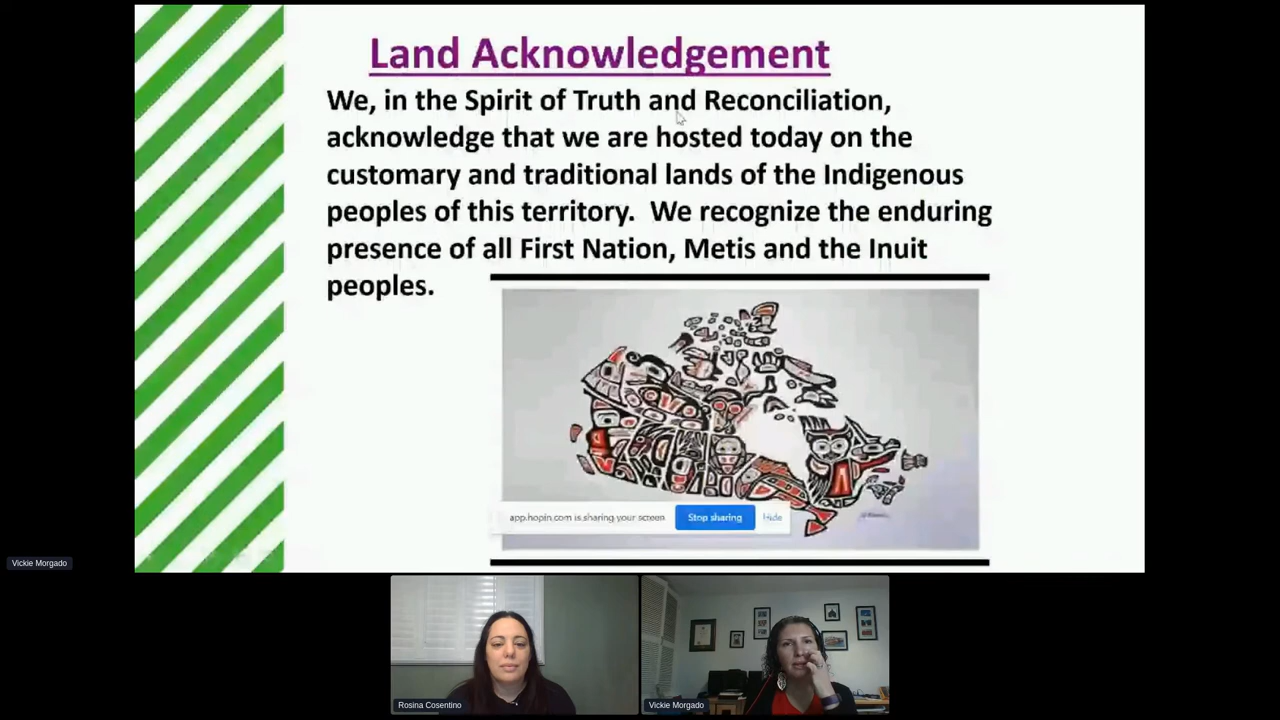 Land Acknowledgement
We, in the Spirit of Truth and Reconciliation,
acknowledge that we are hosted today on the
customary and traditional lands of the Indigenous
peoples of this territory.  We recognize the enduring
presence of all First Nation, Metis and the Inuit
peoples.
app.hopin.com is sharing your screen
Stop sharing
Hide
Vickie Morgado
Rosina Cosentino
Vickie Morgado